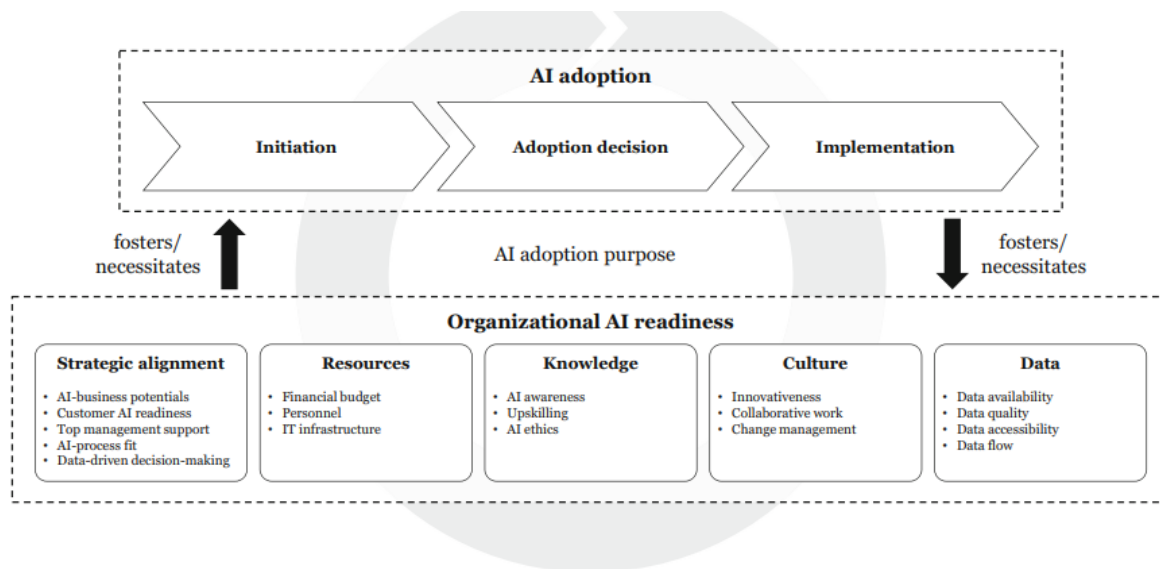 AI adoption
Initiation
Adoption decision
Implementation
fosters/
necessitates
AI adoption purpose
fosters/
necessitates
Organizational AI readiness
Strategic alignment
• AI-business potentials
• Customer AI readiness
• Top management support
• AI-process fit
• Data-driven decision-making
Resources
• Financial budget
• Personnel
• IT infrastructure
Knowledge
• AI awareness
• Upskilling
• AI ethics
Culture
• Innovativeness
• Collaborative work
• Change management
Data
• Data availability
• Data quality
• Data accessibility
• Data flow